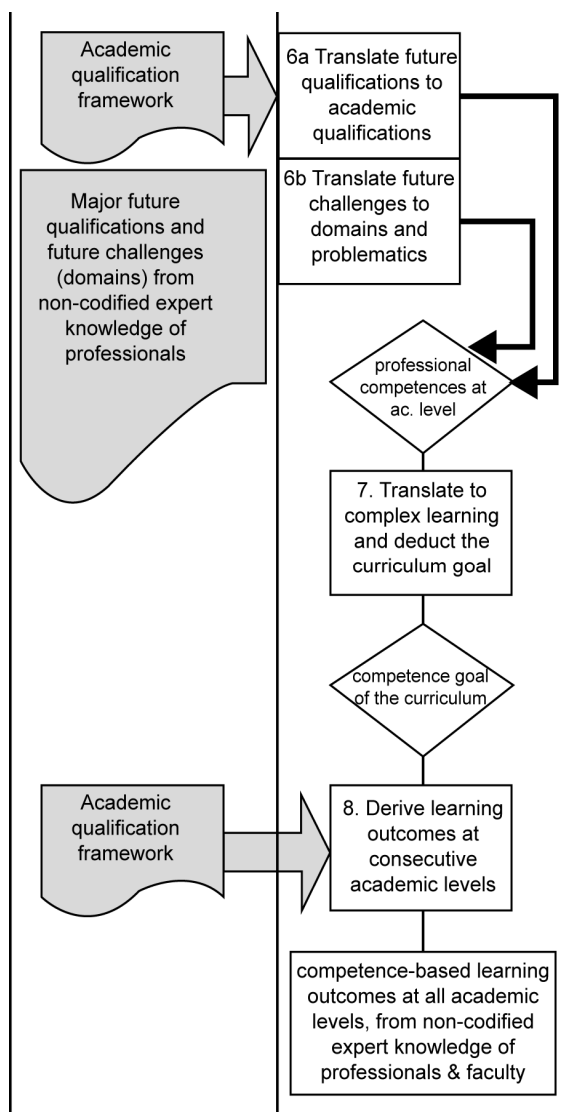 Academic
qualification
framework
6a Translate future
qualifications to
academic
qualifications
Major future
qualifications and
future challenges
(domains) from
non-codified expert
knowledge of
professionals
6b Translate future
challenges to
domains and
problematics
professional
competences at
ac. level
7. Translate to
complex learning
and deduct the
curriculum goal
competence goal
of the curriculum
Academic
qualification
framework
8. Derive learning
outcomes at
consecutive
academic levels
competence-based learning
outcomes at all academic
levels, from non-codified
expert knowledge of
professionals & faculty